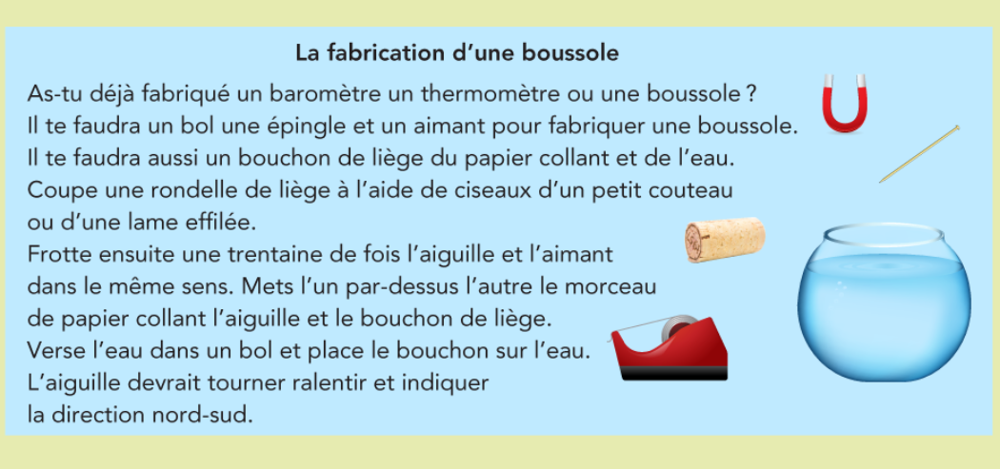 La fabrication d'une boussole
As-tu déjà fabriqué un baromètre un thermomètre ou une boussole ?
Il te faudra un bol une épingle et un aimant pour fabriquer une boussole.
Il te faudra aussi un bouchon de liège du papier collant et de l'eau.
Coupe une rondelle de liège à l'aide de ciseaux d'un petit couteau
ou d'une lame effilée.
Frotte ensuite une trentaine de fois l'aiguille et l'aimant
dans le même sens. Mets l'un par-dessus l'autre le morceau
de papier collant l'aiguille et le bouchon de liège.
Verse l'eau dans un bol et place le bouchon sur l'eau.
L'aiguille devrait tourner ralentir et indiquer
la direction nord-sud.